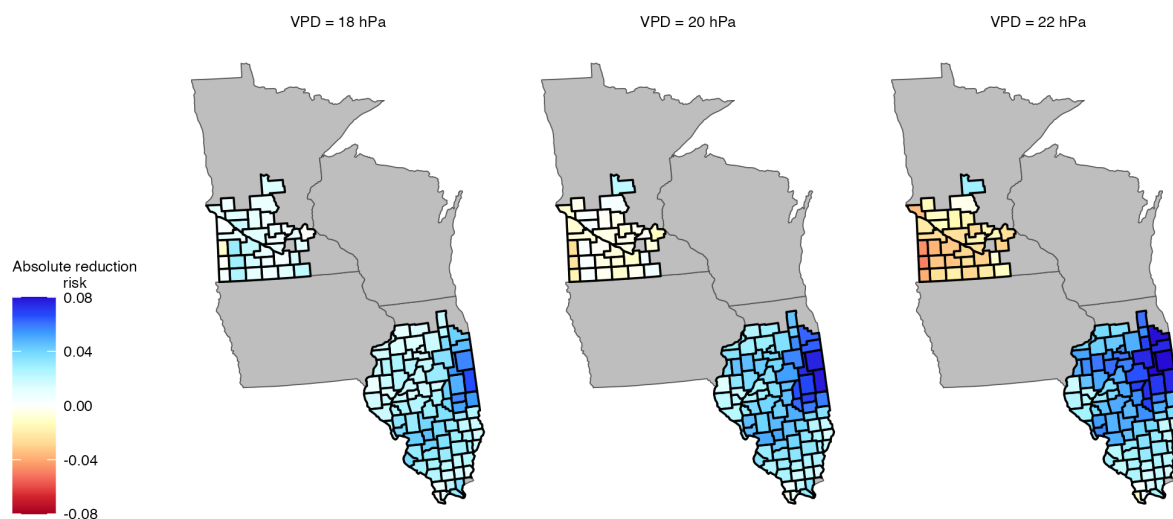 VPD = 18 hPa
VPD = 20 hPa
VPD = 22 hPa
Absolute reduction
risk
0.08
0.04
0.00
-0.04
-0.08